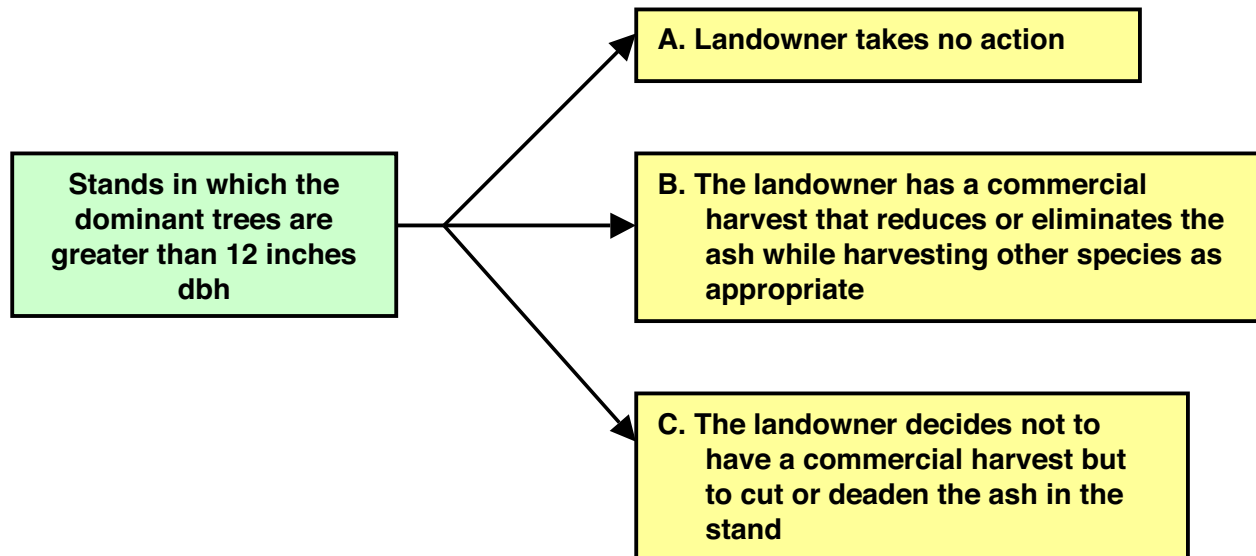 A. Landowner takes no action
Stands in which the
dominant trees are
greater than 12 inches
dbh
B. The landowner has a commercial
harvest that reduces or eliminates the
ash while harvesting other species as
appropriate
C. The landowner decides not to
have a commercial harvest but
to cut or deaden the ash in the
stand